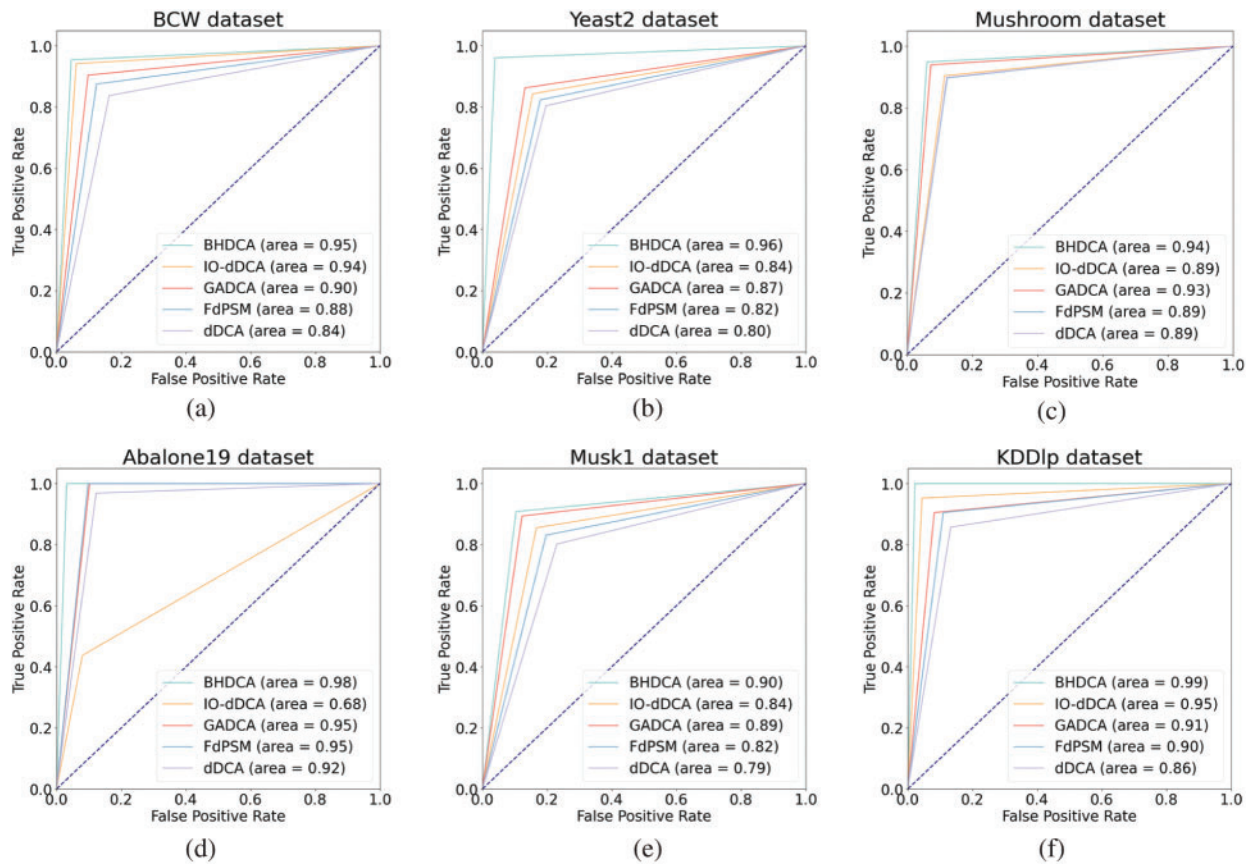 BCW dataset
1.0
0.8
0.6
0.4
0.2
0.0
True Positive Rate
BHDCA (area = 0.95)
IO-dDCA (area = 0.94)
GADCA (area = 0.90)
FdPSM (area = 0.88)
dDCA (area = 0.84)
0.0 0.2 0.4 0.6 0.8 1.0
False Positive Rate
(a)
Yeast2 dataset
1.0
0.8
0.6
0.4
0.2
0.0
True Positive Rate
BHDCA (area = 0.96)
IO-dDCA (area = 0.84)
GADCA (area = 0.87)
FdPSM (area = 0.82)
dDCA (area = 0.80)
0.0 0.2 0.4 0.6 0.8 1.0
False Positive Rate
(b)
Mushroom dataset
1.0
0.8
0.6
0.4
0.2
0.0
True Positive Rate
BHDCA (area = 0.94)
IO-dDCA (area = 0.89)
GADCA (area = 0.93)
FdPSM (area = 0.89)
dDCA (area = 0.89)
0.0 0.2 0.4 0.6 0.8 1.0
False Positive Rate
(c)
Abalone19 dataset
1.0
0.8
0.6
0.4
0.2
0.0
True Positive Rate
BHDCA (area = 0.98)
IO-dDCA (area = 0.68)
GADCA (area = 0.95)
FdPSM (area = 0.95)
dDCA (area = 0.92)
0.0 0.2 0.4 0.6 0.8 1.0
False Positive Rate
(d)
Musk1 dataset
1.0
0.8
0.6
0.4
0.2
0.0
True Positive Rate
BHDCA (area = 0.90)
IO-dDCA (area = 0.84)
GADCA (area = 0.89)
FdPSM (area = 0.82)
dDCA (area = 0.79)
0.0 0.2 0.4 0.6 0.8 1.0
False Positive Rate
(e)
KDDlp dataset
1.0
0.8
0.6
0.4
0.2
0.0
True Positive Rate
BHDCA (area = 0.99)
IO-dDCA (area = 0.95)
GADCA (area = 0.91)
FdPSM (area = 0.90)
dDCA (area = 0.86)
0.0 0.2 0.4 0.6 0.8 1.0
False Positive Rate
(f)